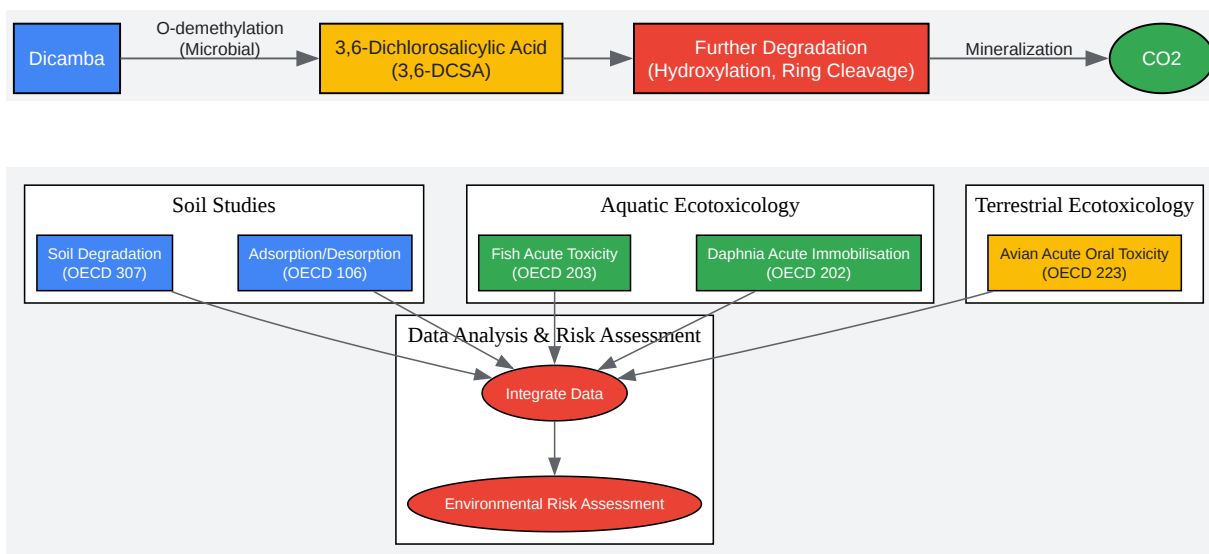 Dicamba
O-demethylation
(Microbial)
3,6-Dichlorosalicylic Acid
(3,6-DCSA)
Further Degradation
(Hydroxylation, Ring Cleavage)
Mineralization
CO2
Soil Studies
Aquatic Ecotoxicology
Terrestrial Ecotoxicology
Soil Degradation
(OECD 307)
Adsorption/Desorption
(OECD 106)
Fish Acute Toxicity
(OECD 203)
Daphnia Acute Immobilisation
(OECD 202)
Avian Acute Oral Toxicity
(OECD 223)
Data Analysis & Risk Assessment
Integrate Data
Environmental Risk Assessment